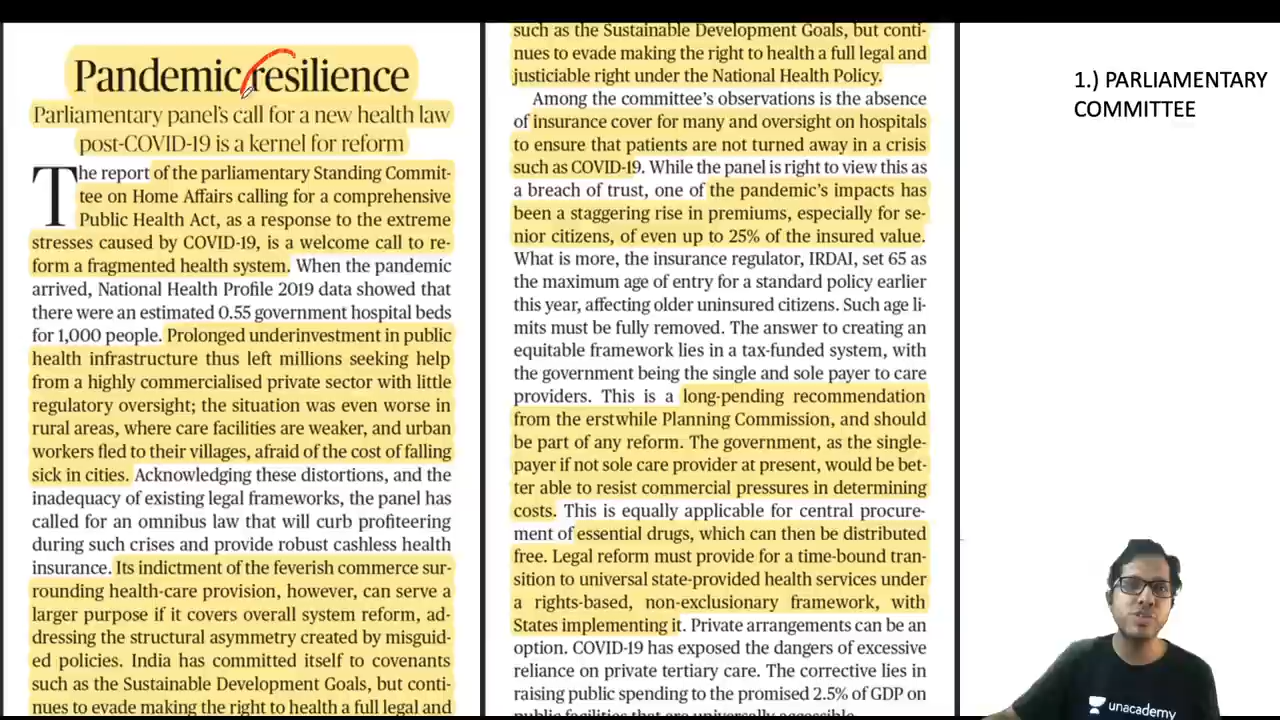 Pandemic resilience
Parliamentary panel's call for a new health law
post-COVID-19 is a kernel for reform
The report of the parliamentary Standing Commit-
tee on Home Affairs calling for a comprehensive
Public Health Act, as a response to the extreme
stresses caused by COVID-19, is a welcome call to re-
form a fragmented health system. When the pandemic
arrived, National Health Profile 2019 data showed that
there were an estimated 0.55 government hospital beds
for 1,000 people. Prolonged underinvestment in public
health infrastructure thus left millions seeking help
from a highly commercialised private sector with little
regulatory oversight; the situation was even worse in
rural areas, where care facilities are weaker, and urban
workers fled to their villages, afraid of the cost of falling
sick in cities. Acknowledging these distortions, and the
inadequacy of existing legal frameworks, the panel has
called for an omnibus law that will curb profiteering
during such crises and provide robust cashless health
insurance. Its indictment of the feverish commerce sur-
rounding health-care provision, however, can serve a
larger purpose if it covers overall system reform, ad-
dressing the structural asymmetry created by misguid-
ed policies. India has committed itself to covenants
such as the Sustainable Development Goals, but conti-
nues to evade making the right to health a full legal and
such as the Sustainable Development Goals, but conti-
nues to evade making the right to health a full legal and
justiciable right under the National Health Policy.
Among the committee's observations is the absence
of insurance cover for many and oversight on hospitals
to ensure that patients are not turned away in a crisis
such as COVID-19. While the panel is right to view this as
a breach of trust, one of the pandemic's impacts has
been a staggering rise in premiums, especially for se-
nior citizens, of even up to 25% of the insured value.
What is more, the insurance regulator, IRDAI, set 65 as
the maximum age of entry for a standard policy earlier
this year, affecting older uninsured citizens. Such age li-
mits must be fully removed. The answer to creating an
equitable framework lies in a tax-funded system, with
the government being the single and sole payer to care
providers. This is a long-pending recommendation
from the erstwhile Planning Commission, and should
be part of any reform. The government, as the single-
payer if not sole care provider at present, would be bet-
ter able to resist commercial pressures in determining
costs. This is equally applicable for central procure-
ment of essential drugs, which can then be distributed
free. Legal reform must provide for a time-bound tran-
sition to universal state-provided health services under
a rights-based, non-exclusionary framework, with
States implementing it. Private arrangements can be an
option. COVID-19 has exposed the dangers of excessive
reliance on private tertiary care. The corrective lies in
raising public spending to the promised 2.5% of GDP on
public facilities that are universally accessible.
1.) PARLIAMENTARY
COMMITTEE
unacademy